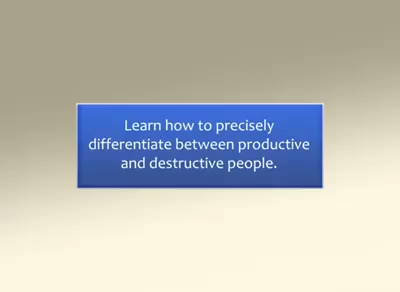 Learn how to precisely
differentiate between productive
and destructive people.